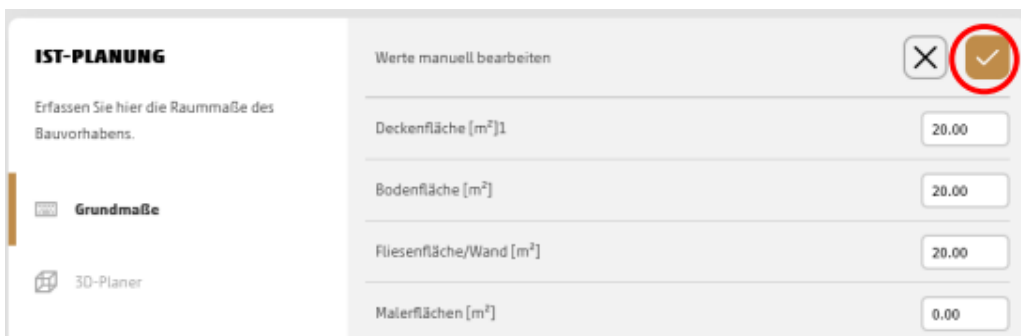 IST-PLANUNG
Erfassen Sie hier die Raummaße des
Bauvorhabens.
Grundmaße
3D-Planer
Werte manuell bearbeiten
Deckenfläche [m²]1
20.00
Bodenfläche [m²]
20.00
Fliesenfläche/Wand [m²]
20.00
Malerflächen [m²]
0.00